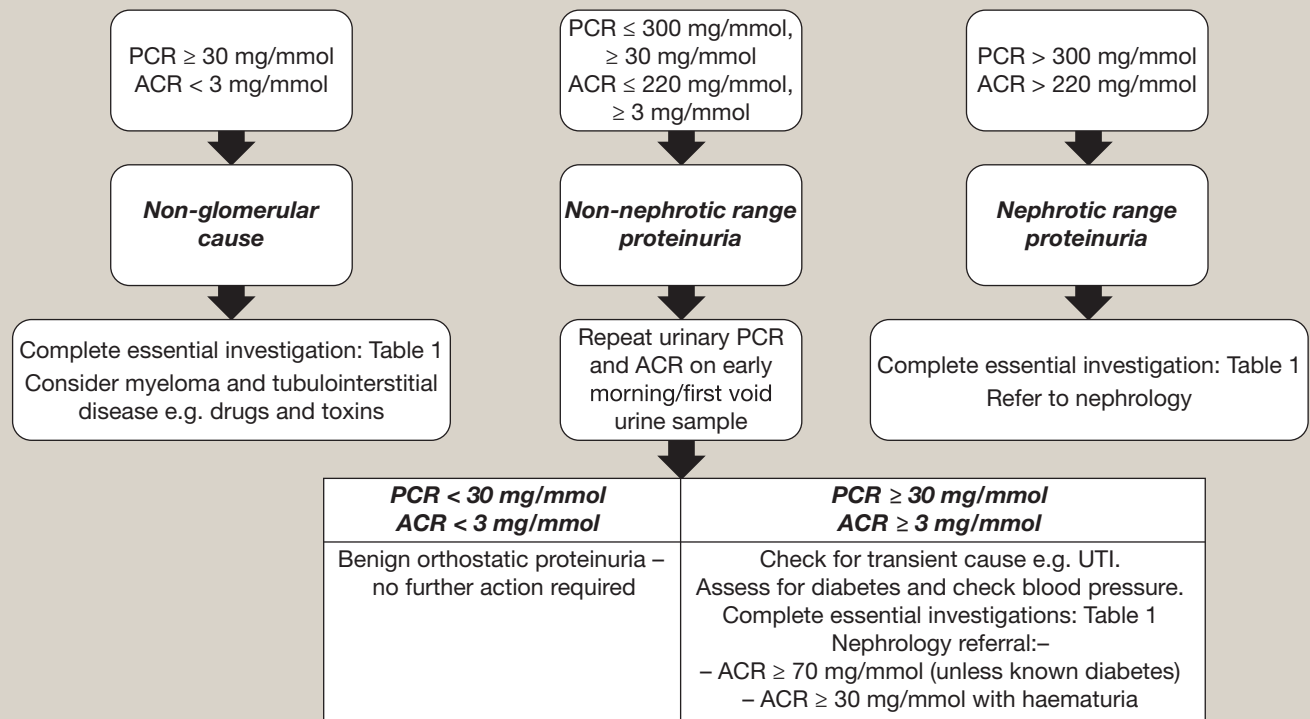 PCR ≥ 30 mg/mmol
ACR < 3 mg/mmol
Non-glomerular
cause
Complete essential investigation: Table 1
Consider myeloma and tubulointerstitial
disease e.g. drugs and toxins
PCR ≤ 300 mg/mmol,
≥ 30 mg/mmol
ACR ≤ 220 mg/mmol,
≥ 3 mg/mmol
Non-nephrotic range
proteinuria
Repeat urinary PCR
and ACR on early
morning/first void
urine sample
PCR > 300 mg/mmol
ACR > 220 mg/mmol
Nephrotic range
proteinuria
Complete essential investigation: Table 1
Refer to nephrology
PCR < 30 mg/mmol
ACR < 3 mg/mmol
Benign orthostatic proteinuria –
no further action required
PCR ≥ 30 mg/mmol
ACR ≥ 3 mg/mmol
Check for transient cause e.g. UTI.
Assess for diabetes and check blood pressure.
Complete essential investigations: Table 1
Nephrology referral:–
– ACR ≥ 70 mg/mmol (unless known diabetes)
– ACR ≥ 30 mg/mmol with haematuria